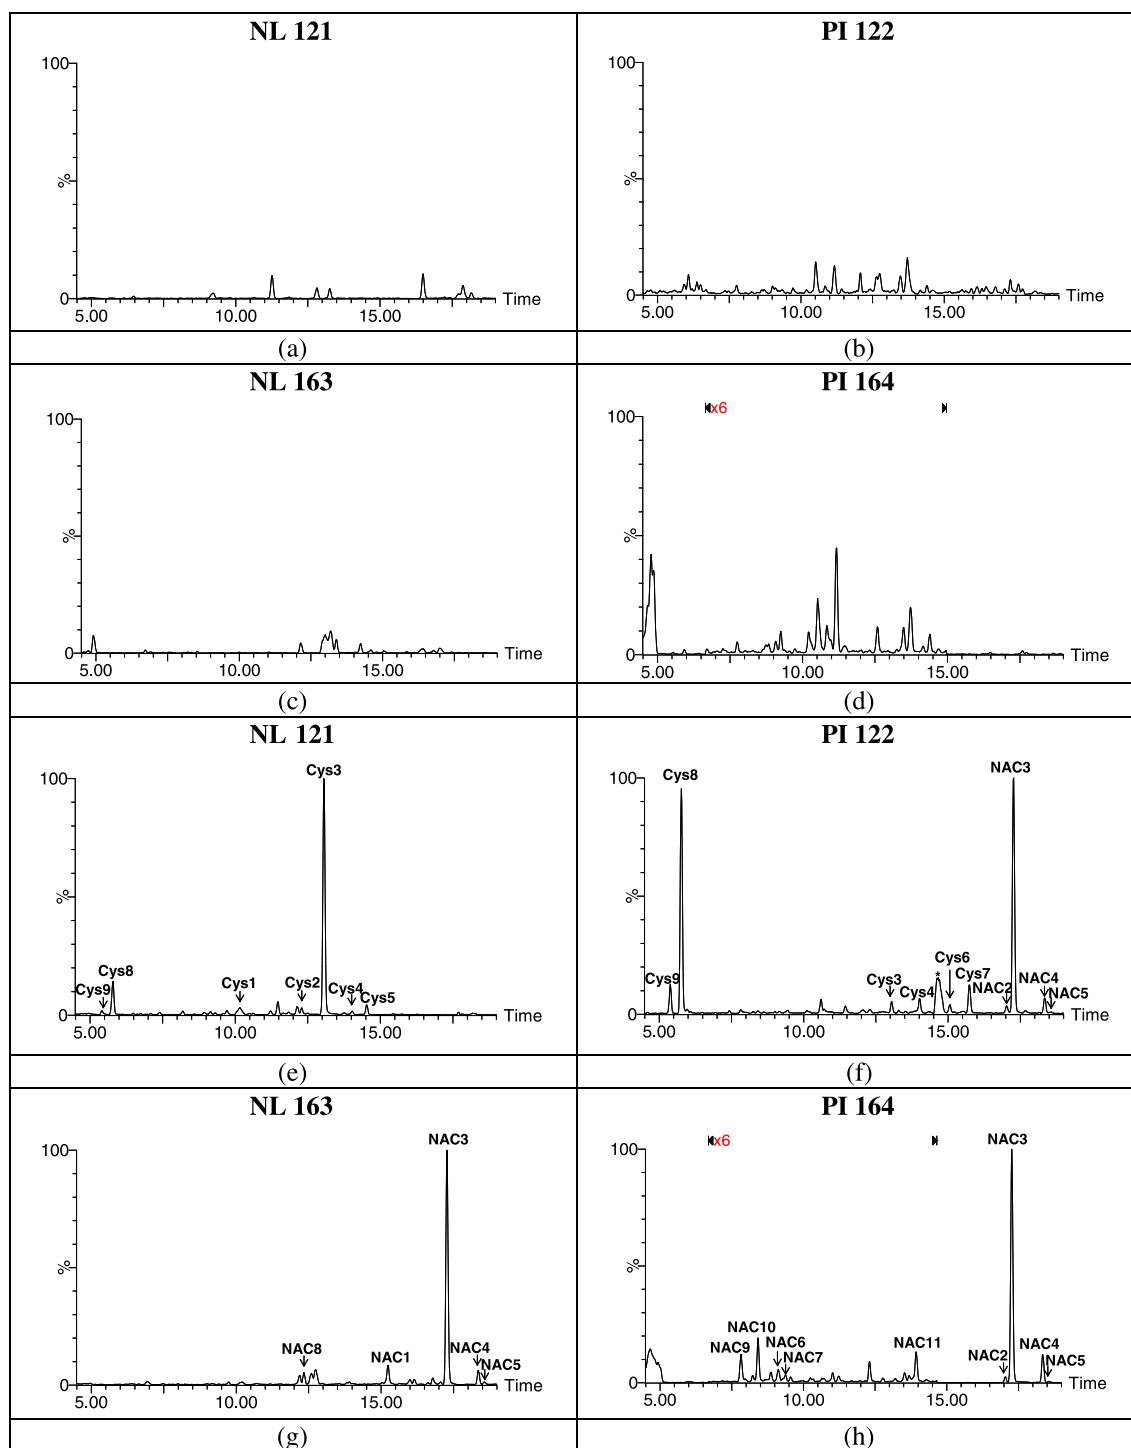 NL 121
100
%
0
5.00 10.00 15.00
Time
(a)
PI 122
100
%
0
5.00 10.00 15.00
Time
(b)
NL 163
100
%
0
5.00 10.00 15.00
Time
(c)
PI 164
x6
100
%
0
5.00 10.00 15.00
Time
(d)
NL 121
100
%
0
Cys9
Cys8
Cys1
Cys2
Cys3
Cys4
Cys5
5.00 10.00 15.00
Time
(e)
PI 122
100
%
0
Cys9
Cys8
Cys3
Cys4
*
Cys6
Cys7
NAC2
NAC3
NAC4
NAC5
5.00 10.00 15.00
Time
(f)
NL 163
100
%
0
NAC8
NAC1
NAC3
NAC4
NAC5
5.00 10.00 15.00
Time
(g)
PI 164
x6
100
%
0
NAC9
NAC10
NAC6
NAC7
NAC11
NAC2
NAC3
NAC4
NAC5
5.00 10.00 15.00
Time
(h)